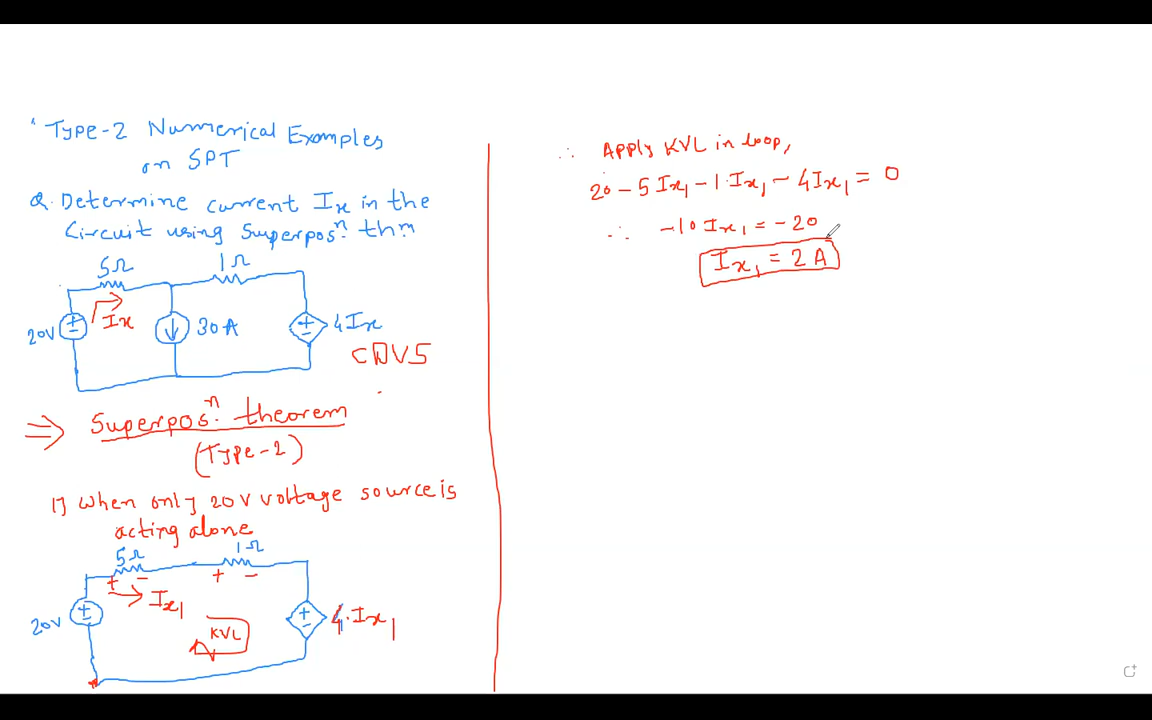 Type-2 Numerical Examples
on SPT
Q. Determine current Ix in the
Circuit using Superposⁿ. thm
5Ω
1Ω
20V
Ix
30A
4Ix
CDVS
⇒ Superposⁿ. theorem
(Type-2)
1) When only 20V voltage source is
acting alone
5Ω
1Ω
+ -
+ -
Ix₁
20V
KVL
4·Ix₁
∴ Apply KVL in loop,
20 - 5Ix₁ - 1·Ix₁ - 4Ix₁ = 0
∴ -10Ix₁ = -20
Ix₁ = 2A